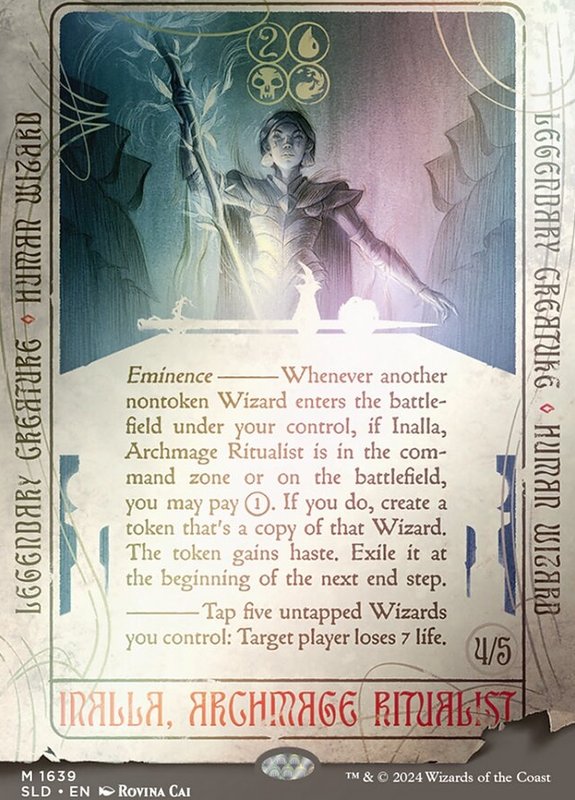 2
LEGENDARY CREATURE • HUMAN WIZARD
LEGENDARY CREATURE • HUMAN WIZARD
Eminence — Whenever another
nontoken Wizard enters the battle-
field under your control, if Inalla,
Archmage Ritualist is in the com-
mand zone or on the battlefield,
you may pay 1. If you do, create a
token that's a copy of that Wizard.
The token gains haste. Exile it at
the beginning of the next end step.
— Tap five untapped Wizards
you control: Target player loses 7 life.
4/5
INALLA, ARCHMAGE RITUALIST
M 1639
SLD • EN ROVINA CAI
™ & © 2024 Wizards of the Coast